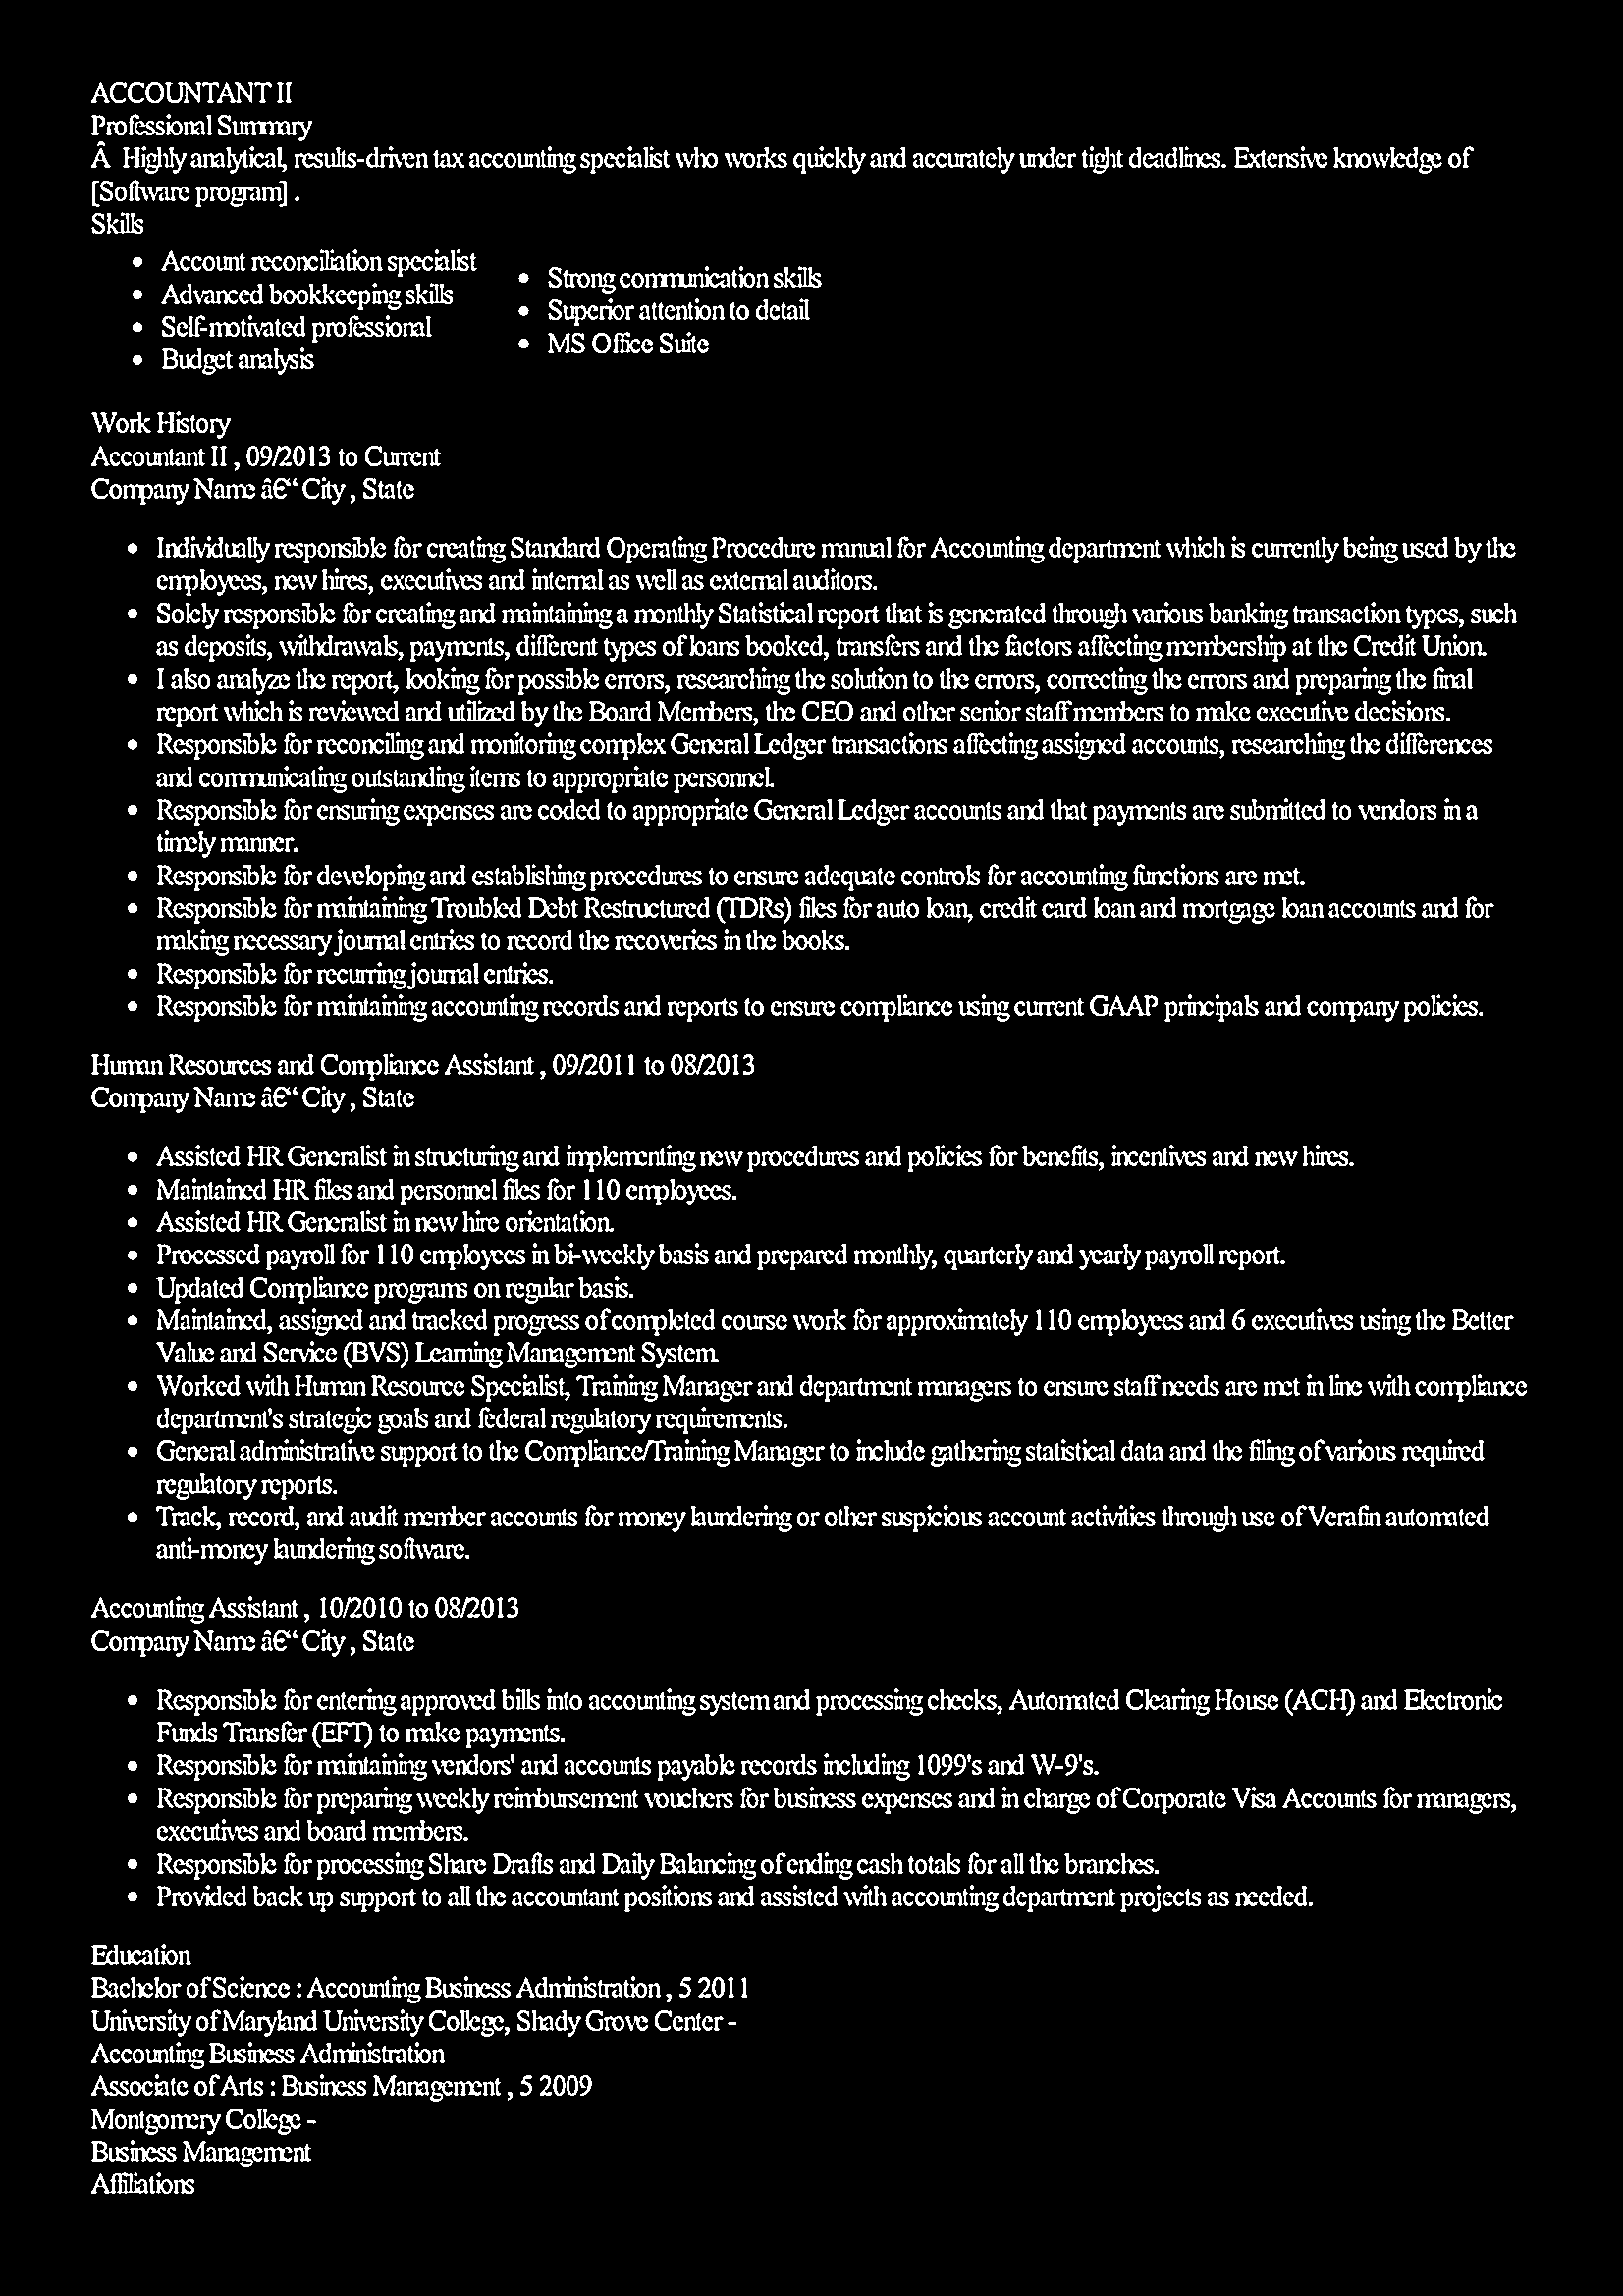 ACCOUNTANT II
Professional Summary
Â Highly analytical, results-driven tax accounting specialist who works quickly and accurately under tight deadlines. Extensive knowledge of
[Software program] .
Skills
• Account reconciliation specialist
• Advanced bookkeeping skills
• Self-motivated professional
• Budget analysis
• Strong communication skills
• Superior attention to detail
• MS Office Suite
Work History
Accountant II , 09/2013 to Current
Company Name â€“ City , State
• Individually responsible for creating Standard Operating Procedure manual for Accounting department which is currently being used by the
employees, new hires, executives and internal as well as external auditors.
• Solely responsible for creating and maintaining a monthly Statistical report that is generated through various banking transaction types, such
as deposits, withdrawals, payments, different types of loans booked, transfers and the factors affecting membership at the Credit Union.
• I also analyze the report, looking for possible errors, researching the solution to the errors, correcting the errors and preparing the final
report which is reviewed and utilized by the Board Members, the CEO and other senior staff members to make executive decisions.
• Responsible for reconciling and monitoring complex General Ledger transactions affecting assigned accounts, researching the differences
and communicating outstanding items to appropriate personnel.
• Responsible for ensuring expenses are coded to appropriate General Ledger accounts and that payments are submitted to vendors in a
timely manner.
• Responsible for developing and establishing procedures to ensure adequate controls for accounting functions are met.
• Responsible for maintaining Troubled Debt Restructured (TDRs) files for auto loan, credit card loan and mortgage loan accounts and for
making necessary journal entries to record the recoveries in the books.
• Responsible for recurring journal entries.
• Responsible for maintaining accounting records and reports to ensure compliance using current GAAP principals and company policies.
Human Resources and Compliance Assistant , 09/2011 to 08/2013
Company Name â€“ City , State
• Assisted HR Generalist in structuring and implementing new procedures and policies for benefits, incentives and new hires.
• Maintained HR files and personnel files for 110 employees.
• Assisted HR Generalist in new hire orientation.
• Processed payroll for 110 employees in bi-weekly basis and prepared monthly, quarterly and yearly payroll report.
• Updated Compliance programs on regular basis.
• Maintained, assigned and tracked progress of completed course work for approximately 110 employees and 6 executives using the Better
Value and Service (BVS) Learning Management System.
• Worked with Human Resource Specialist, Training Manager and department managers to ensure staff needs are met in line with compliance
department's strategic goals and federal regulatory requirements.
• General administrative support to the Compliance/Training Manager to include gathering statistical data and the filing of various required
regulatory reports.
• Track, record, and audit member accounts for money laundering or other suspicious account activities through use of Verafin automated
anti-money laundering software.
Accounting Assistant , 10/2010 to 08/2013
Company Name â€“ City , State
• Responsible for entering approved bills into accounting system and processing checks, Automated Clearing House (ACH) and Electronic
Funds Transfer (EFT) to make payments.
• Responsible for maintaining vendors' and accounts payable records including 1099's and W-9's.
• Responsible for preparing weekly reimbursement vouchers for business expenses and in charge of Corporate Visa Accounts for managers,
executives and board members.
• Responsible for processing Share Drafts and Daily Balancing of ending cash totals for all the branches.
• Provided back up support to all the accountant positions and assisted with accounting department projects as needed.
Education
Bachelor of Science : Accounting Business Administration , 5 2011
University of Maryland University College, Shady Grove Center -
Accounting Business Administration
Associate of Arts : Business Management , 5 2009
Montgomery College -
Business Management
Affiliations